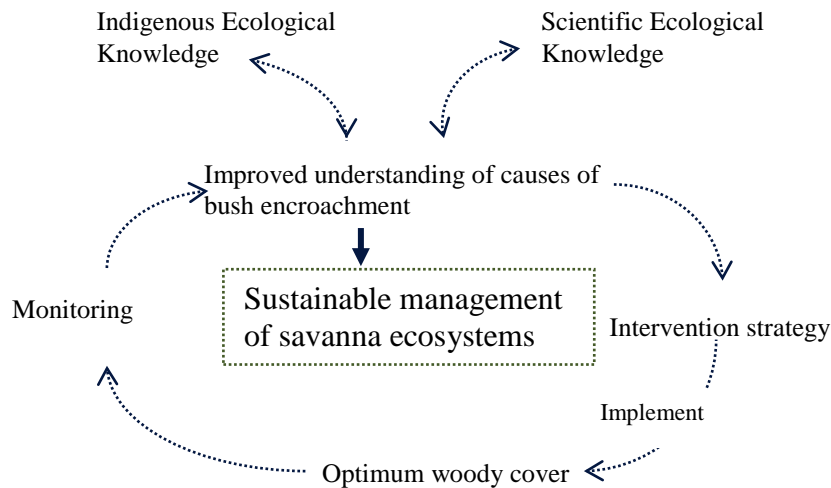 Indigenous Ecological
Knowledge
Scientific Ecological
Knowledge
Improved understanding of causes of
bush encroachment
Sustainable management
of savanna ecosystems
Monitoring
Intervention strategy
Implement
Optimum woody cover